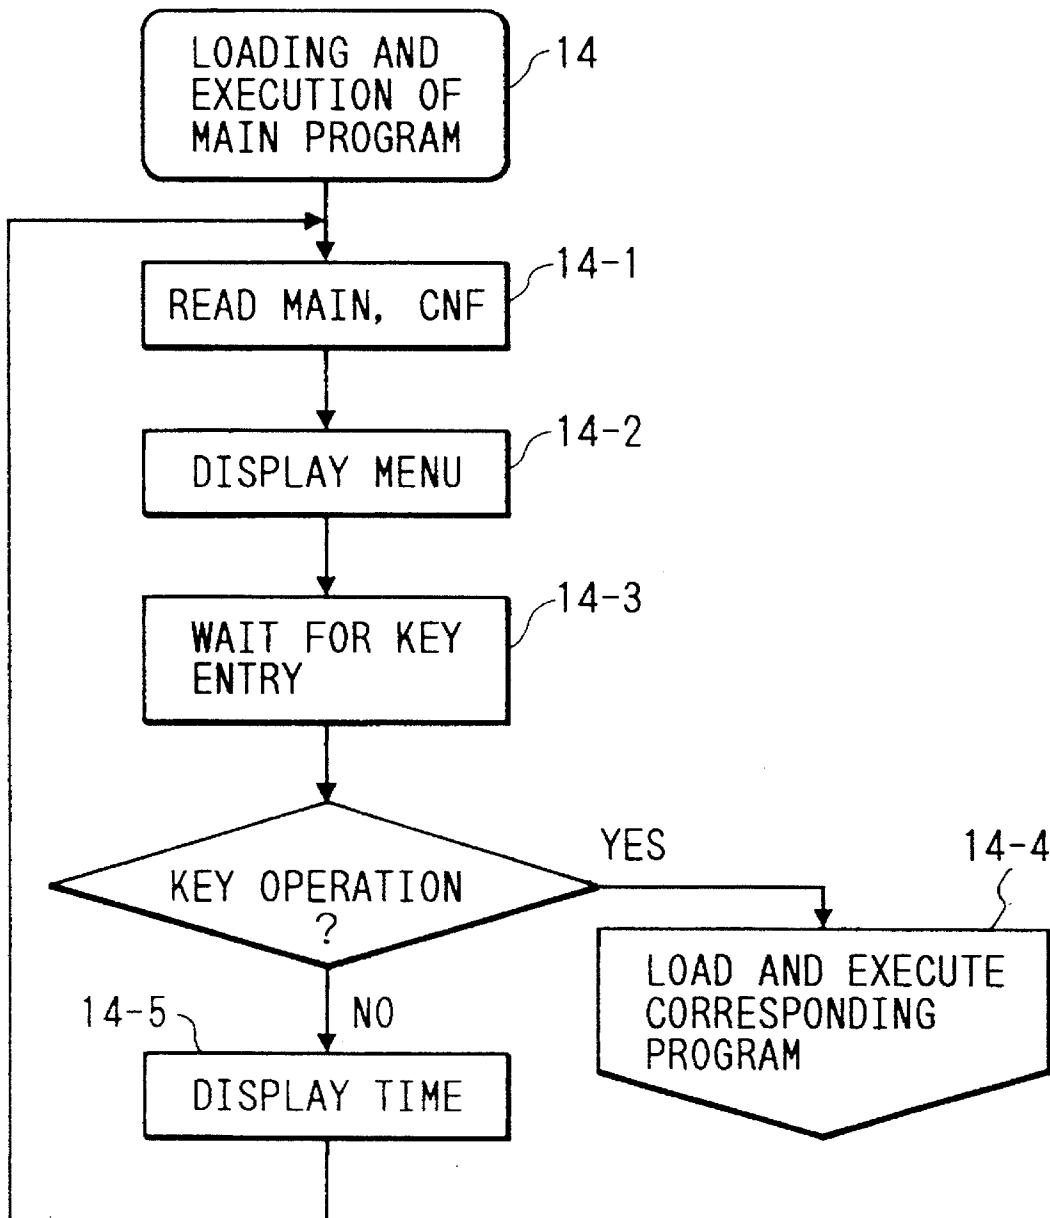 LOADING AND
EXECUTION OF
MAIN PROGRAM
14
14-1
READ MAIN, CNF
14-2
DISPLAY MENU
14-3
WAIT FOR KEY
ENTRY
KEY OPERATION
?
YES
14-4
LOAD AND EXECUTE
CORRESPONDING
PROGRAM
NO
14-5
DISPLAY TIME